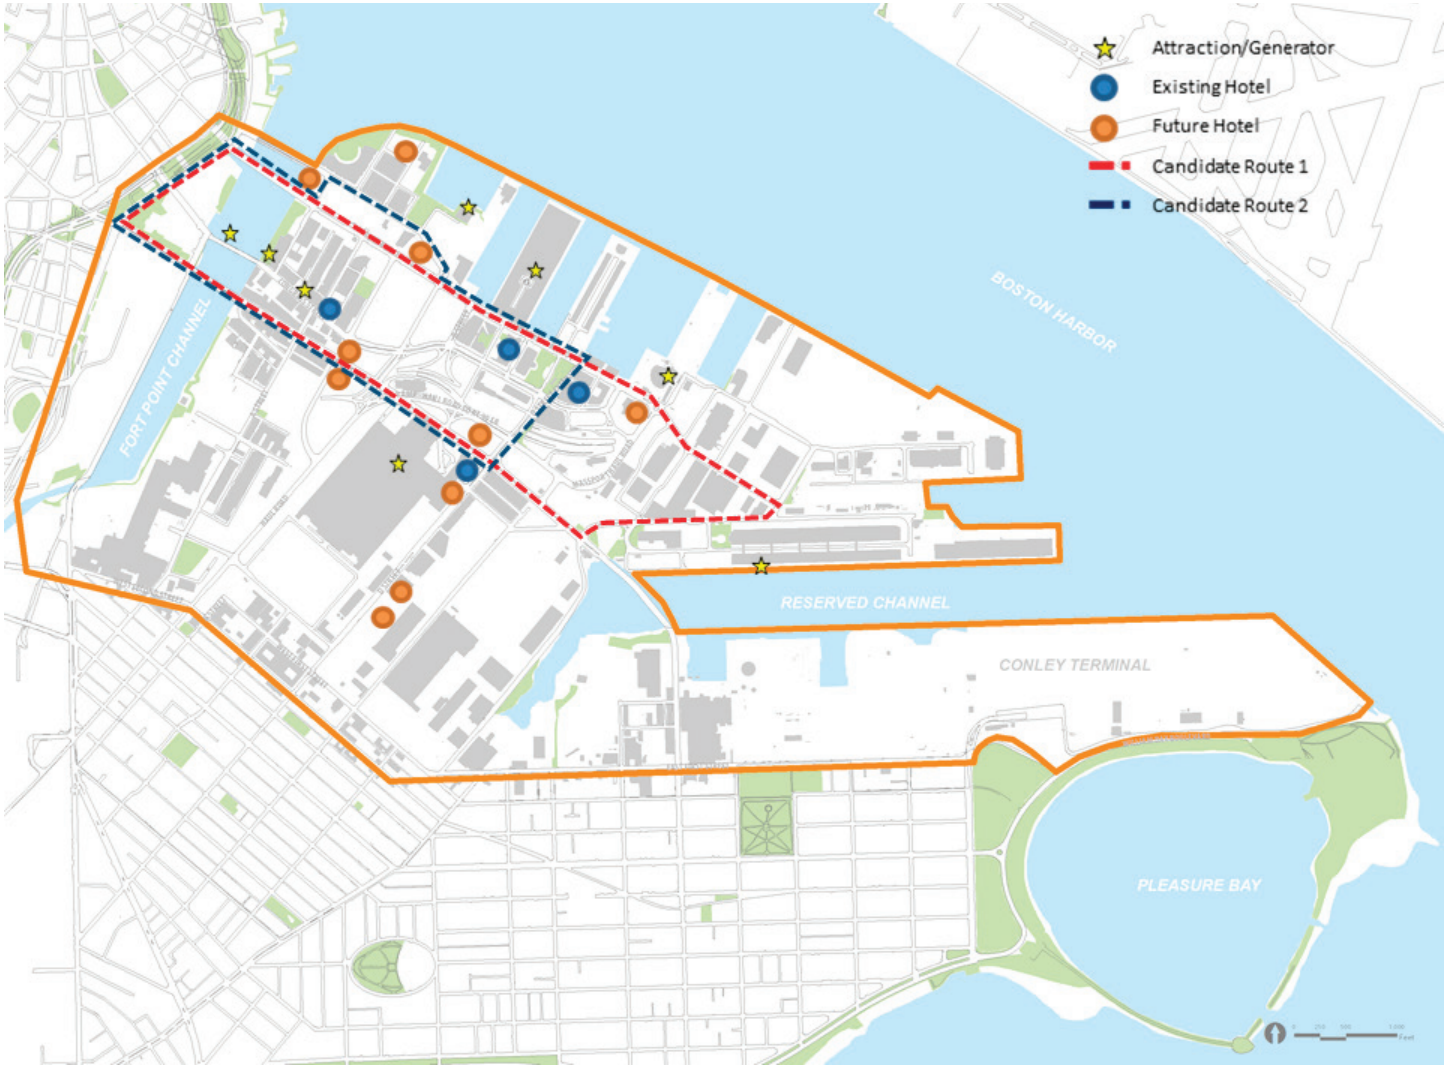 Attraction/Generator
Existing Hotel
Future Hotel
Candidate Route 1
Candidate Route 2
BOSTON HARBOR
FORT POINT CHANNEL
RESERVED CHANNEL
CONLEY TERMINAL
PLEASURE BAY
Feet